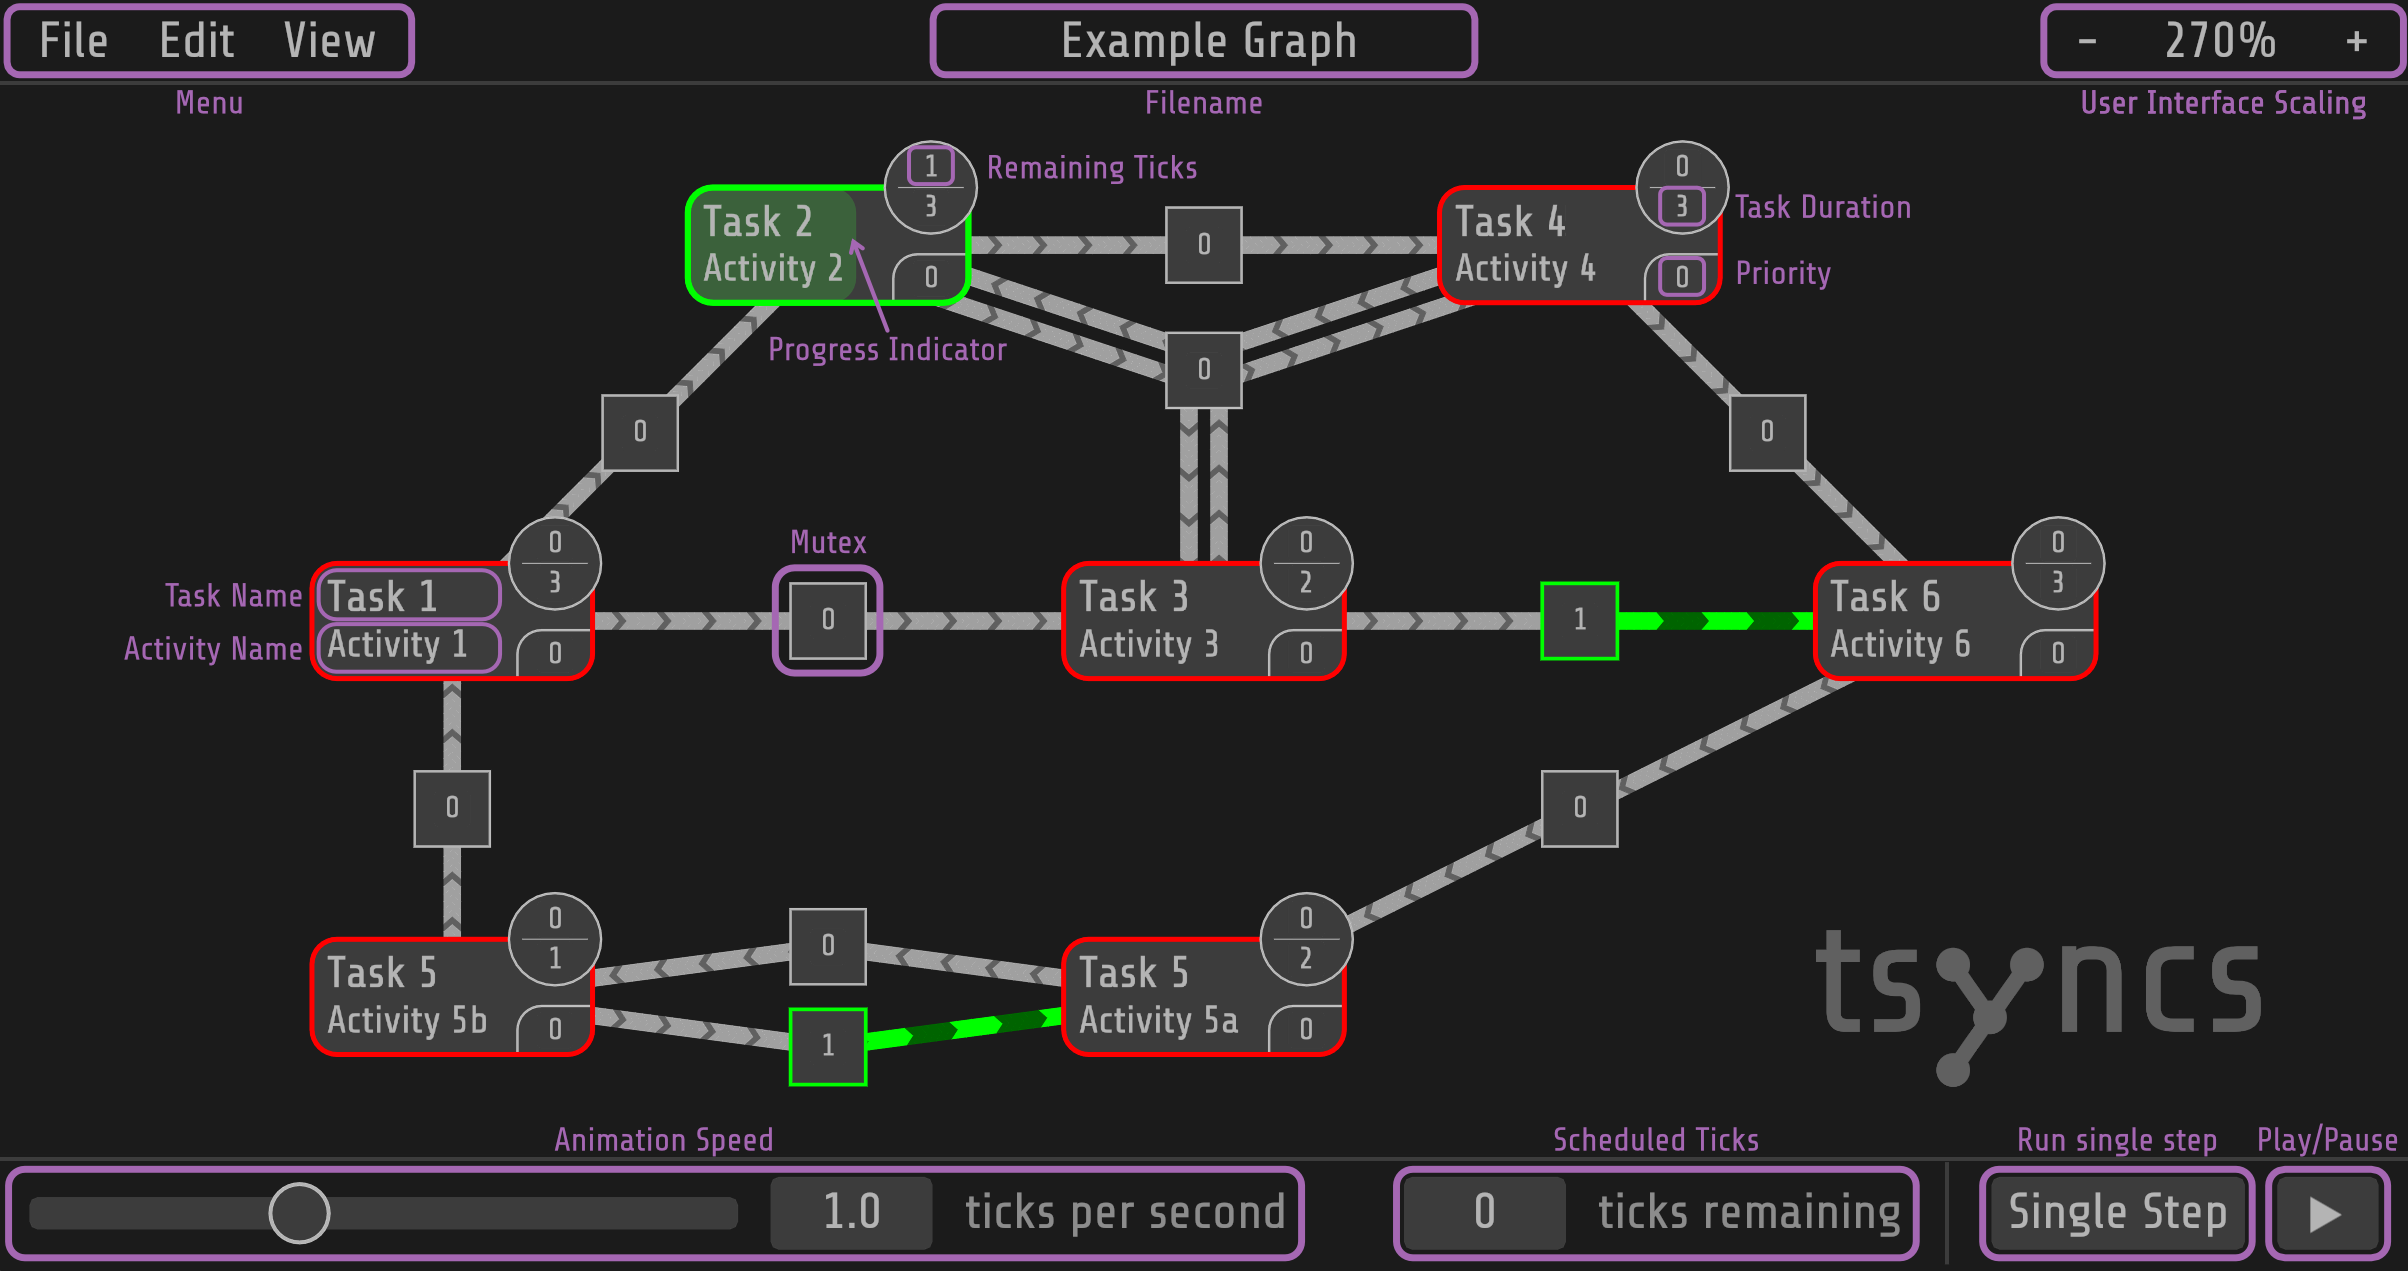 File Edit View
Example Graph
- 270% +
Menu
Filename
User Interface Scaling
1
3
Remaining Ticks
Task 2
Activity 2
0
0
0
3
Task Duration
Task 4
Activity 4
0
Priority
Progress Indicator
0
0
0
Mutex
Task Name
Activity Name
0
3
Task 1
Activity 1
0
0
0
2
Task 3
Activity 3
0
1
0
3
Task 6
Activity 6
0
0
0
0
1
Task 5
Activity 5b
0
0
1
0
2
Task 5
Activity 5a
0
tsyncs
Animation Speed
Scheduled Ticks
Run single step
Play/Pause
1.0 ticks per second
0 ticks remaining
Single Step